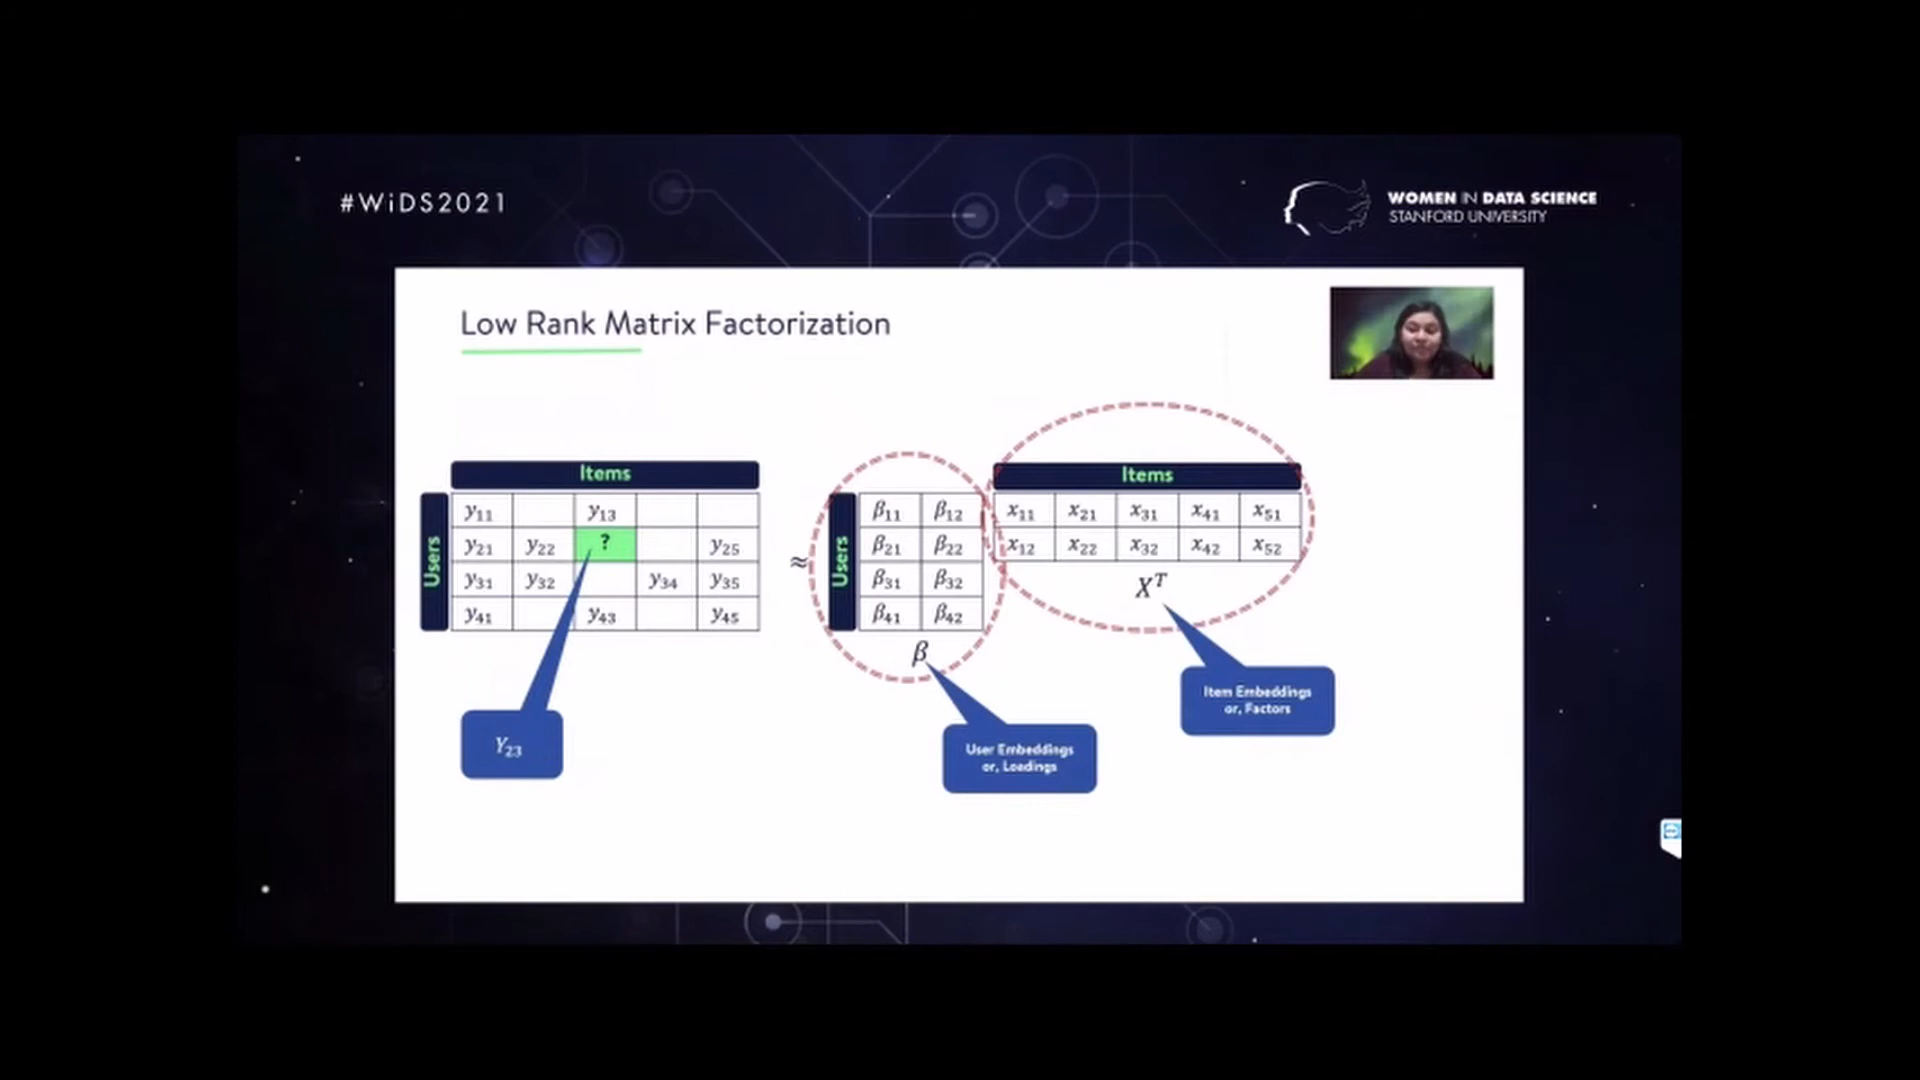 #WiDS2021
WOMEN IN DATA SCIENCE
STANFORD UNIVERSITY
Low Rank Matrix Factorization
Items
Users
y₁₁ y₁₃
y₂₁ y₂₂ ? y₂₅
y₃₁ y₃₂ y₃₄ y₃₅
y₄₁ y₄₃ y₄₅
≈
Users
β₁₁ β₁₂
β₂₁ β₂₂
β₃₁ β₃₂
β₄₁ β₄₂
β
Items
x₁₁ x₂₁ x₃₁ x₄₁ x₅₁
x₁₂ x₂₂ x₃₂ x₄₂ x₅₂
Xᵀ
Y₂₃
User Embeddings
or, Loadings
Item Embeddings
or, Factors